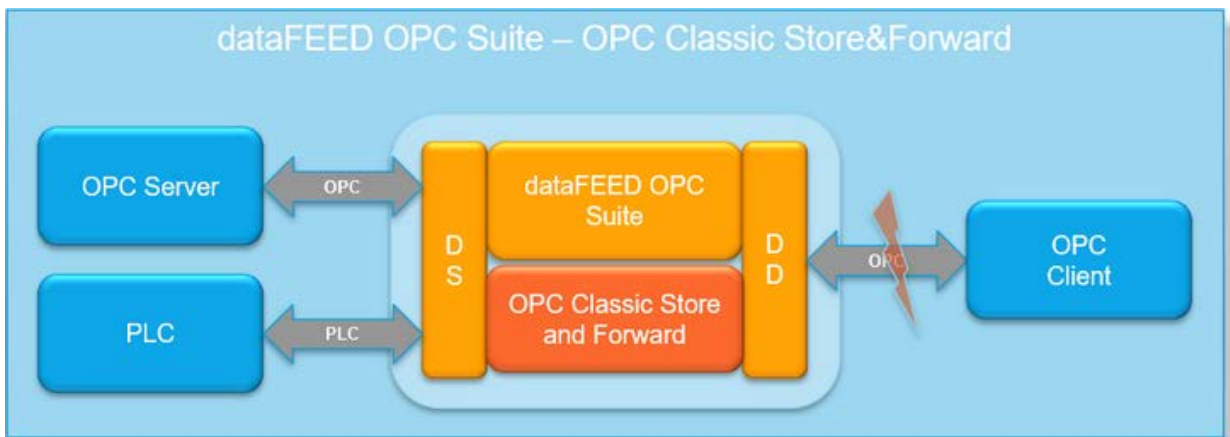 dataFEED OPC Suite – OPC Classic Store&Forward
OPC Server
OPC
dataFEED OPC
Suite
D
S
D
D
OPC
OPC
Client
OPC Classic Store
and Forward
PLC
PLC